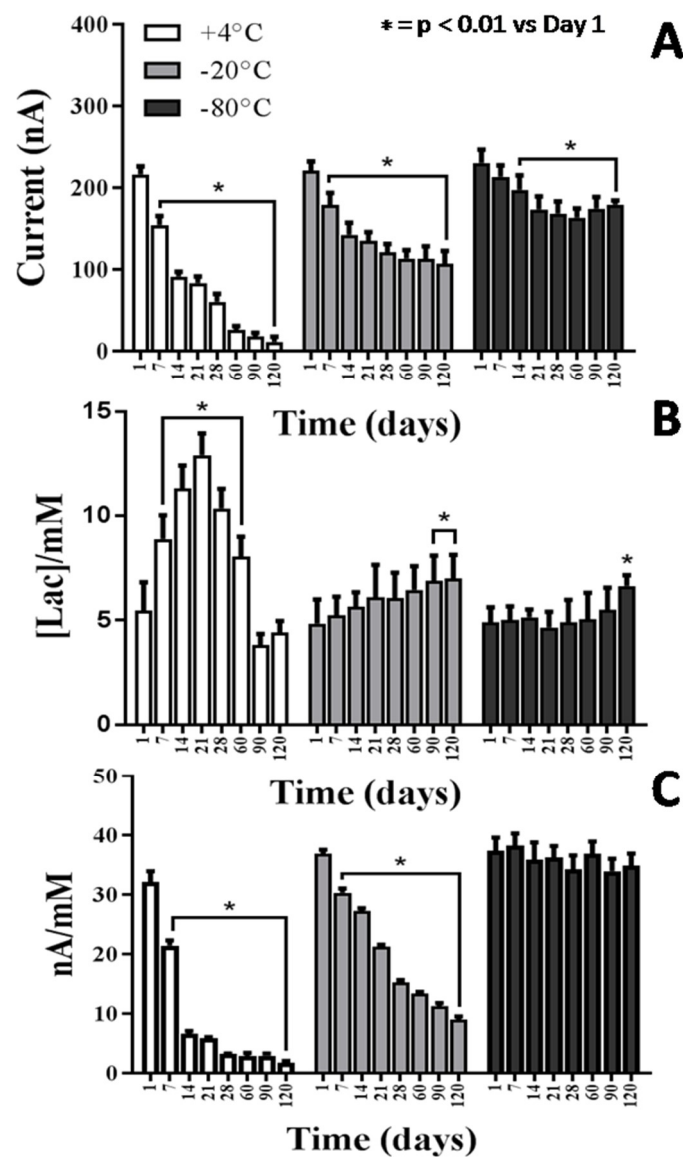 400
300
200
100
0
Current (nA)
+4°C
-20°C
-80°C
* = p < 0.01 vs Day 1
A
*
*
*
1 7 14 21 28 60 90 120 1 7 14 21 28 60 90 120 1 7 14 21 28 60 90 120
Time (days)
B
15
10
5
0
[Lac]/mM
*
*
*
1 7 14 21 28 60 90 120 1 7 14 21 28 60 90 120 1 7 14 21 28 60 90 120
Time (days)
C
50
40
30
20
10
0
nA/mM
*
*
1 7 14 21 28 60 90 120 1 7 14 21 28 60 90 120 1 7 14 21 28 60 90 120
Time (days)